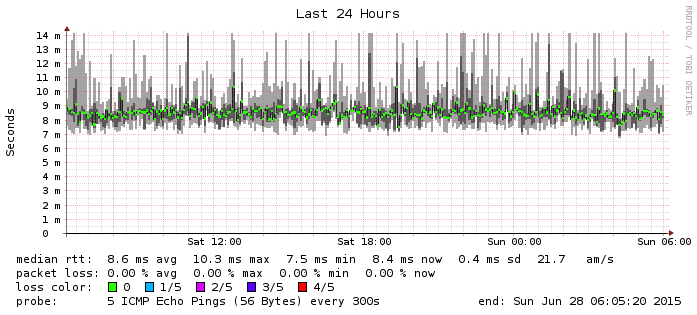 Last 24 Hours
RRDTOOL / TOBI OETIKER
Seconds
14 m
13 m
12 m
11 m
10 m
9 m
8 m
7 m
6 m
5 m
4 m
3 m
2 m
1 m
0
Sat 12:00 Sat 18:00 Sun 00:00 Sun 06:00
median rtt: 8.6 ms avg 10.3 ms max 7.5 ms min 8.4 ms now 0.4 ms sd 21.7 am/s
packet loss: 0.00 % avg 0.00 % max 0.00 % min 0.00 % now
loss color: 0 1/5 2/5 3/5 4/5
probe: 5 ICMP Echo Pings (56 Bytes) every 300s end: Sun Jun 28 06:05:20 2015